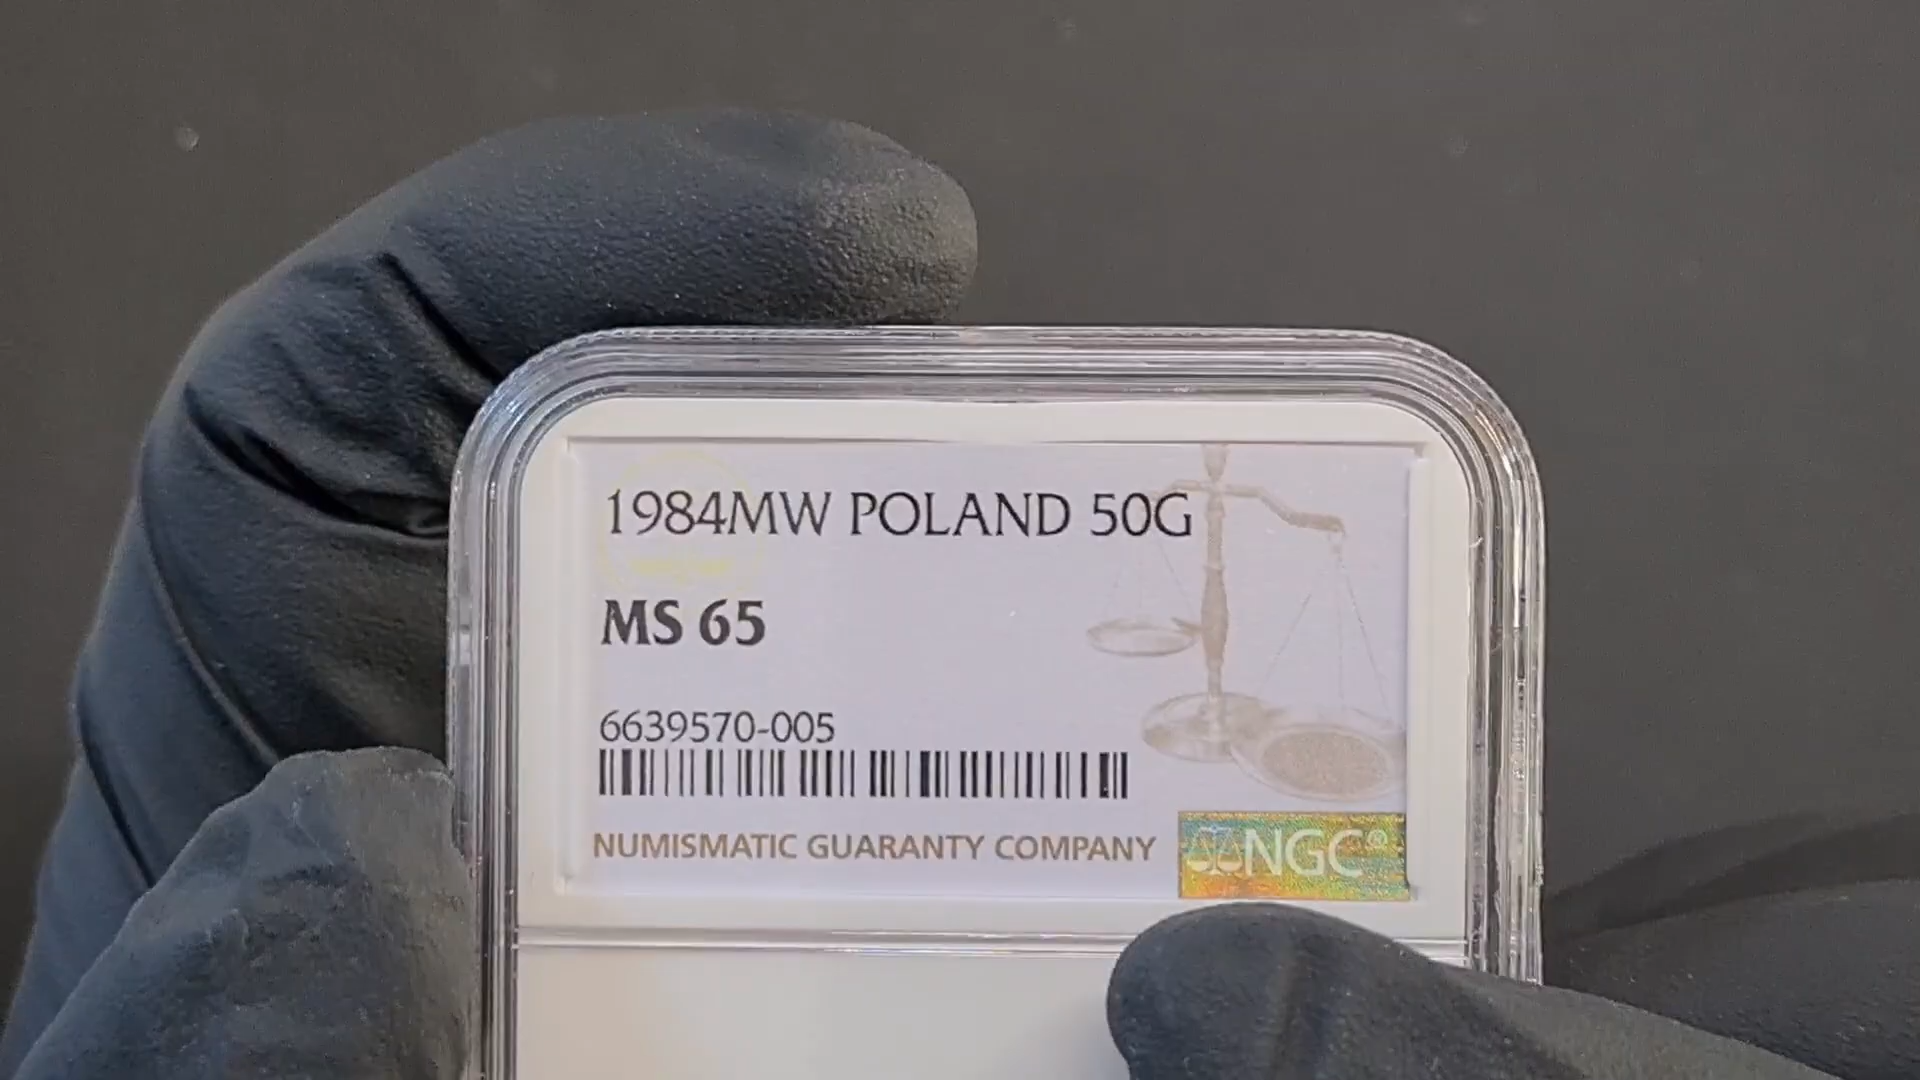 1984MW POLAND 50G
MS 65
6639570-005
NUMISMATIC GUARANTY COMPANY
NGC®